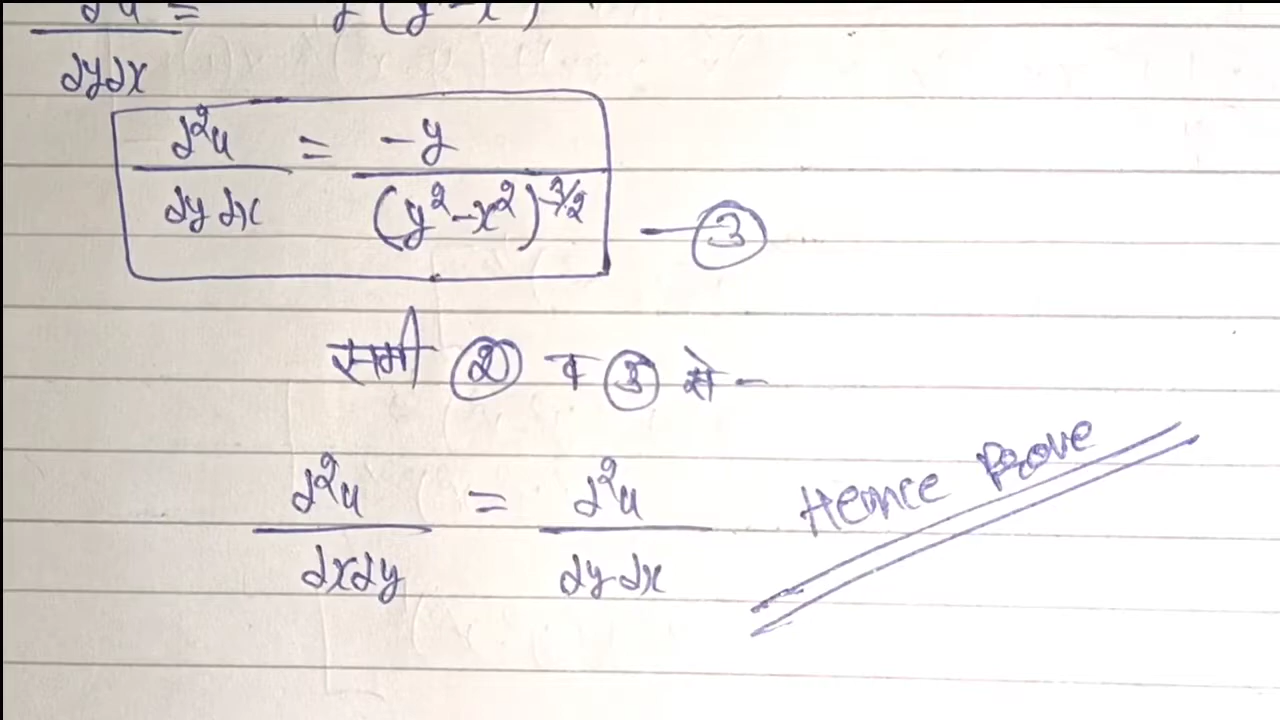 ∂y∂x
∂²u / ∂y∂x = -y / (y²-x²)^3/2 — ③
समी ② व ③ से -
∂²u / ∂x∂y = ∂²u / ∂y∂x
Hence Prove